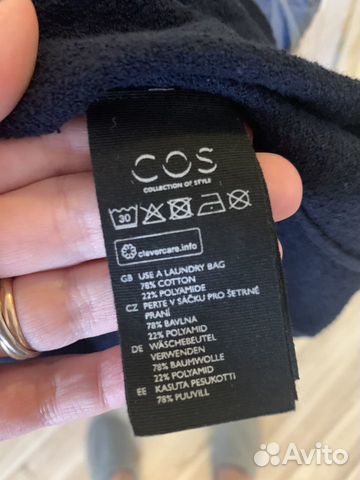 COS
COLLECTION OF STYLE
30
clevercare.info
GB USE A LAUNDRY BAG
78% COTTON
22% POLYAMIDE
CZ PERTE V SÁČKU PRO ŠETRNÉ
PRANÍ
78% BAVLNA
22% POLYAMID
DE WÄSCHEBEUTEL
VERWENDEN
78% BAUMWOLLE
22% POLYAMID
EE KASUTA PESUKOTTI
78% PUUVILL
Avito